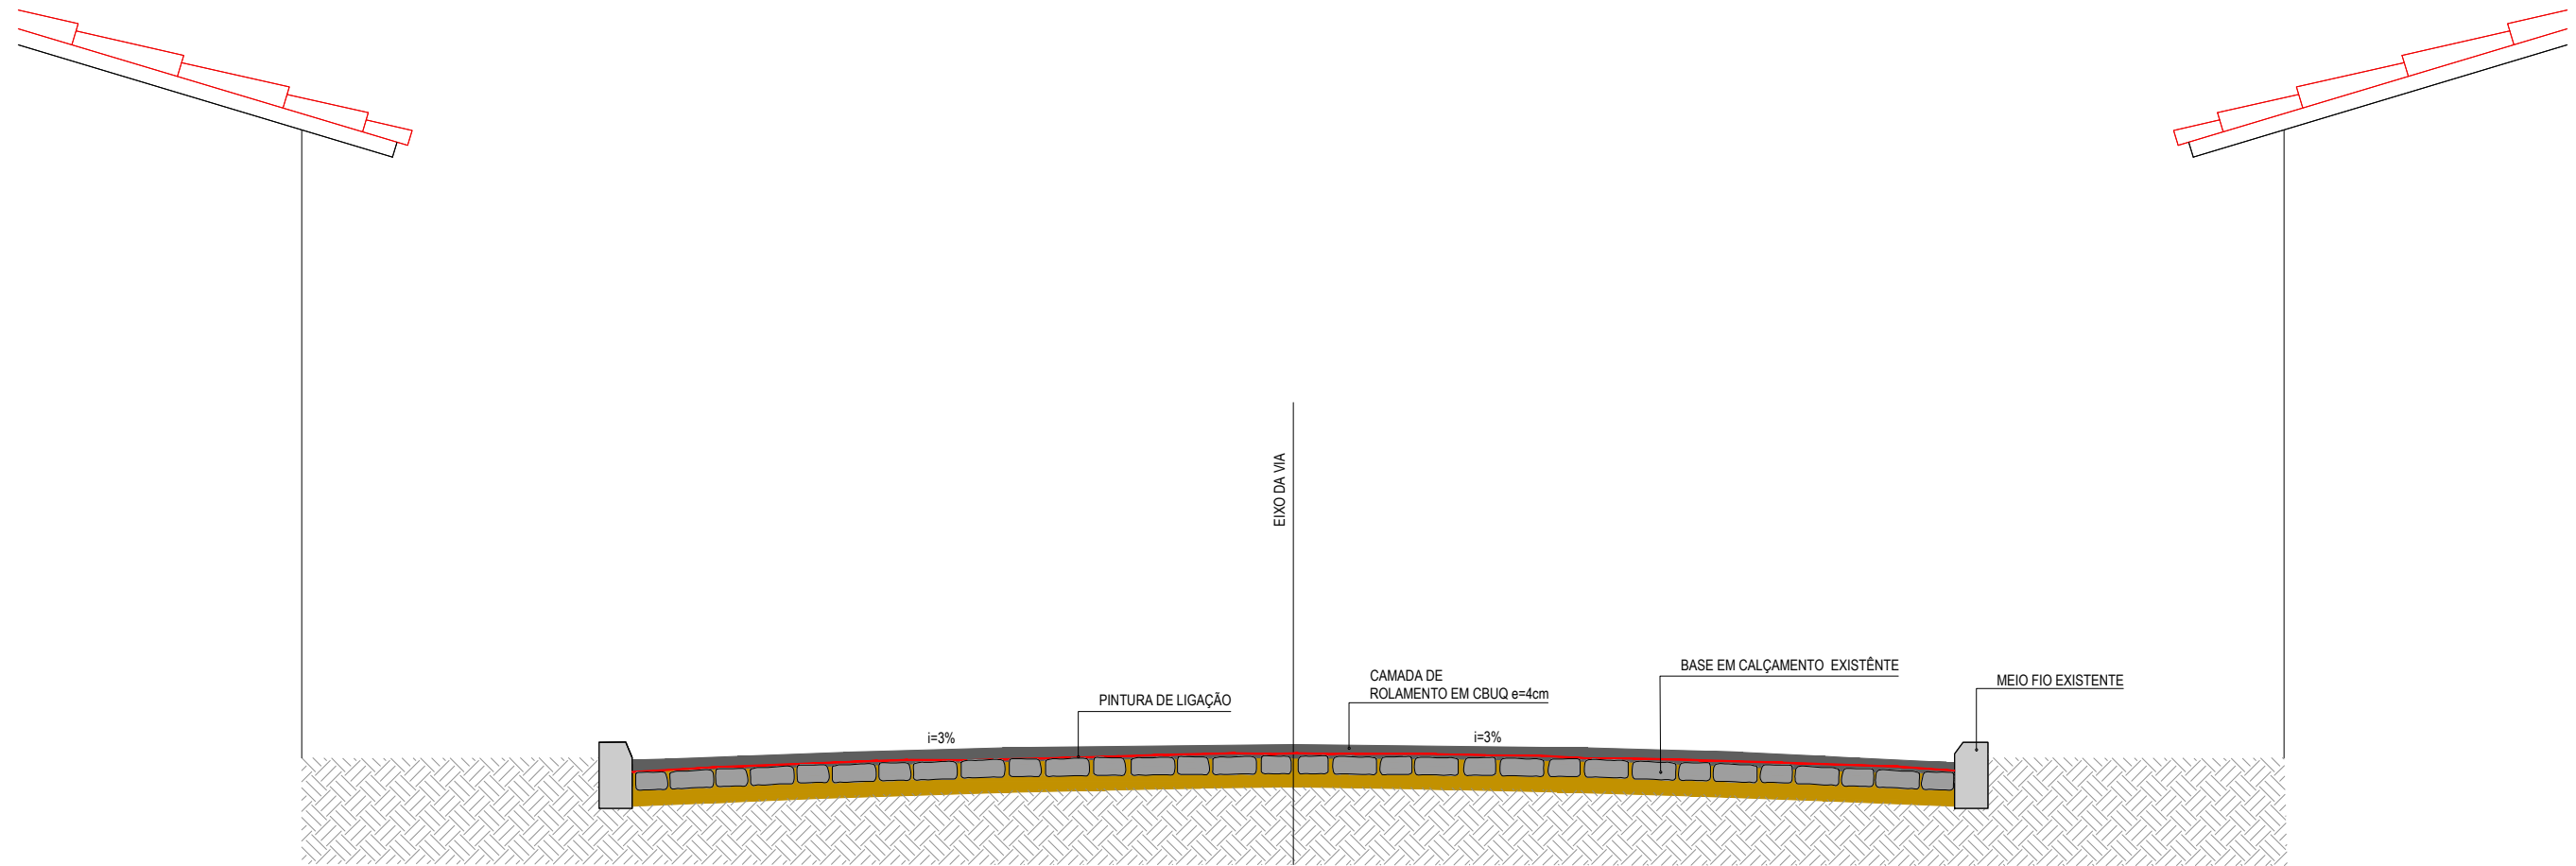 EIXO DA VIA
BASE EM CALÇAMENTO  EXISTÊNTE
CAMADA DE
ROLAMENTO EM CBUQ e=4cm
MEIO FIO EXISTENTE
PINTURA DE LIGAÇÃO
i=3%
i=3%